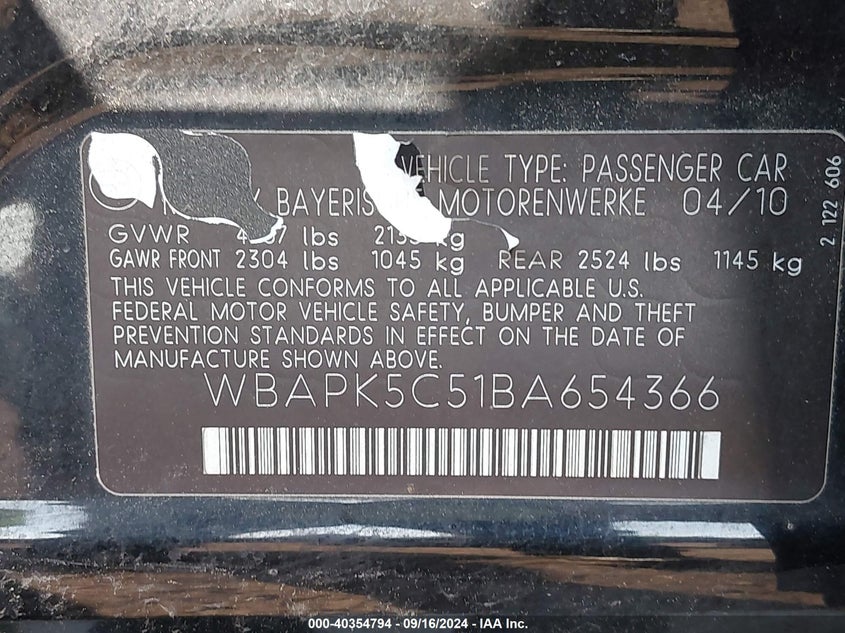 VEHICLE TYPE: PASSENGER CAR
MOTORENWERKE 04/10
GVWR lbs kg
GAWR FRONT 2304 lbs 1045 kg REAR 2524 lbs 1145 kg
THIS VEHICLE CONFORMS TO ALL APPLICABLE U.S.
FEDERAL MOTOR VEHICLE SAFETY, BUMPER AND THEFT
PREVENTION STANDARDS IN EFFECT ON THE DATE OF
MANUFACTURE SHOWN ABOVE.
WBAPK5C51BA654366
2 122 606
000-40354794 - 09/16/2024 - IAA Inc.